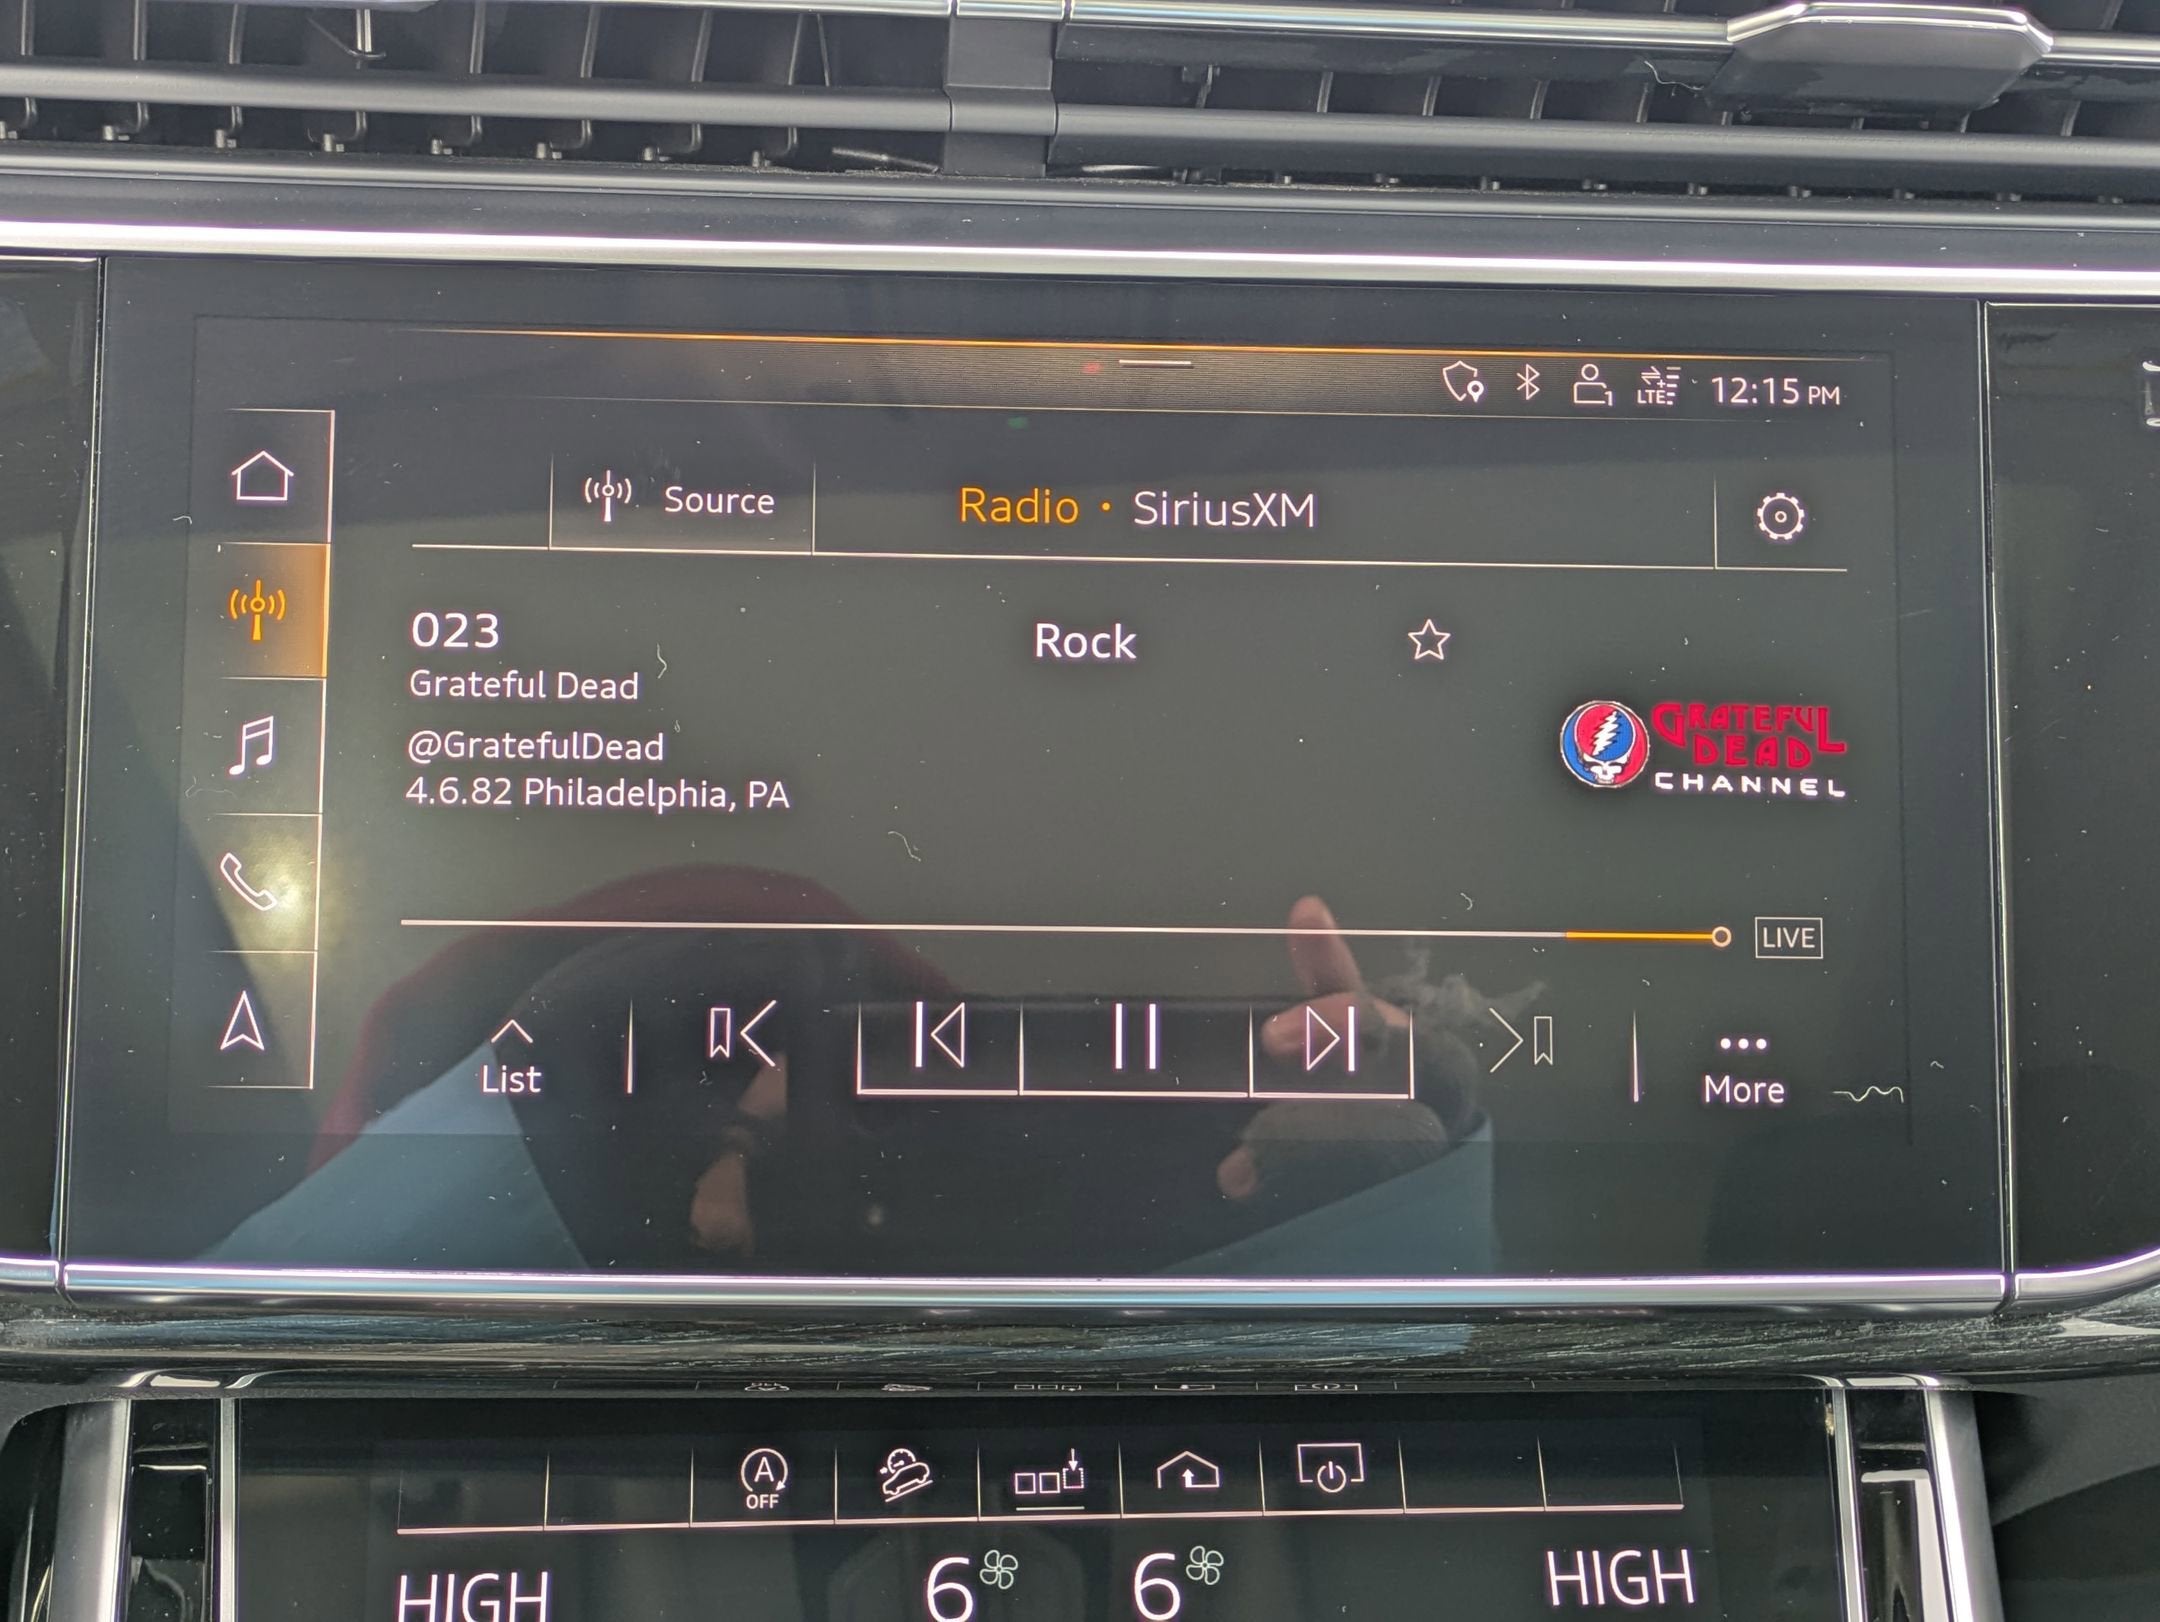 LTE
12:15 PM
Source
Radio • SiriusXM
023
Rock
Grateful Dead
@GratefulDead
4.6.82 Philadelphia, PA
GRATEFUL
DEAD
CHANNEL
LIVE
List
More
A
OFF
HIGH
6
6
HIGH